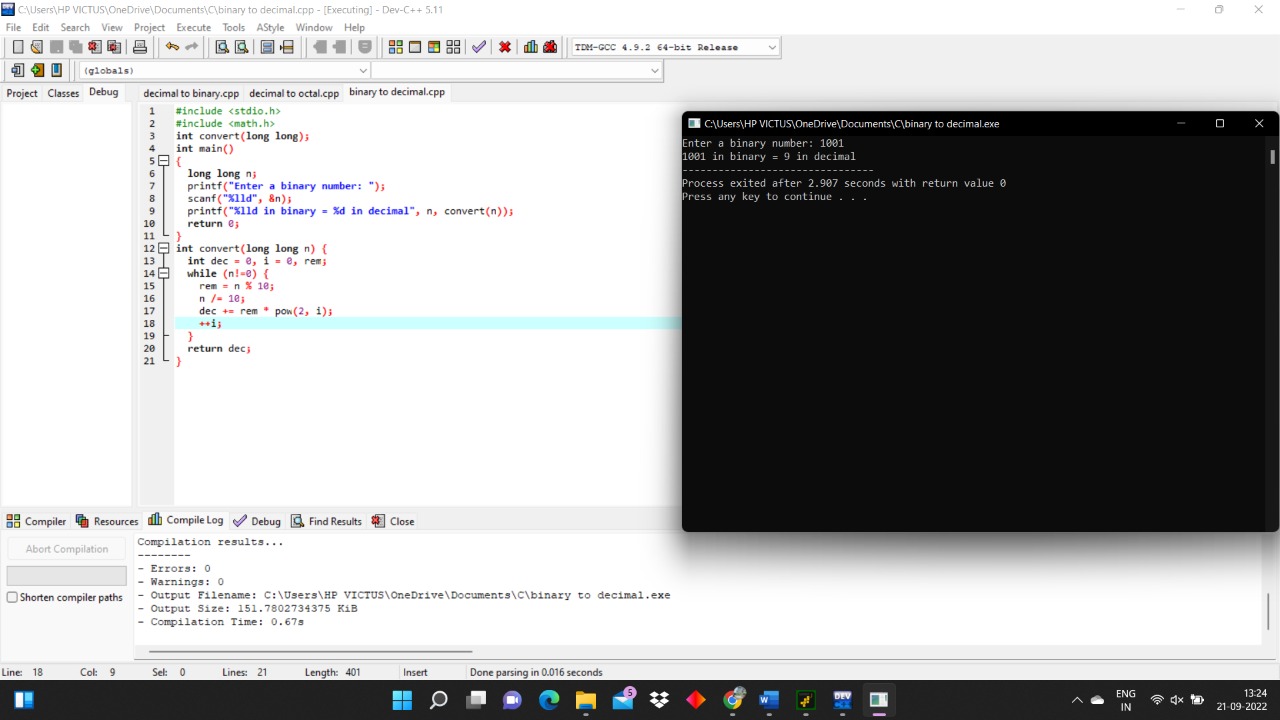 C:\Users\HP VICTUS\OneDrive\Documents\C\binary to decimal.cpp - [Executing] - Dev-C++ 5.11
File Edit Search View Project Execute Tools AStyle Window Help
TDM-GCC 4.9.2 64-bit Release
(globals)
Project Classes Debug
decimal to binary.cpp decimal to octal.cpp binary to decimal.cpp
1 #include <stdio.h>
2 #include <math.h>
3 int convert(long long);
4 int main()
5 {
6 long long n;
7 printf("Enter a binary number: ");
8 scanf("%lld", &n);
9 printf("%lld in binary = %d in decimal", n, convert(n));
10 return 0;
11 }
12 int convert(long long n) {
13 int dec = 0, i = 0, rem;
14 while (n!=0) {
15 rem = n % 10;
16 n /= 10;
17 dec += rem * pow(2, i);
18 ++i;
19 }
20 return dec;
21 }
C:\Users\HP VICTUS\OneDrive\Documents\C\binary to decimal.exe
Enter a binary number: 1001
1001 in binary = 9 in decimal
--------------------------------
Process exited after 2.907 seconds with return value 0
Press any key to continue . . .
Compiler Resources Compile Log Debug Find Results Close
Abort Compilation
Shorten compiler paths
Compilation results...
--------
- Errors: 0
- Warnings: 0
- Output Filename: C:\Users\HP VICTUS\OneDrive\Documents\C\binary to decimal.exe
- Output Size: 151.7802734375 KiB
- Compilation Time: 0.67s
Line: 18 Col: 9 Sel: 0 Lines: 21 Length: 401 Insert Done parsing in 0.016 seconds
5
ENG
IN
13:24
21-09-2022